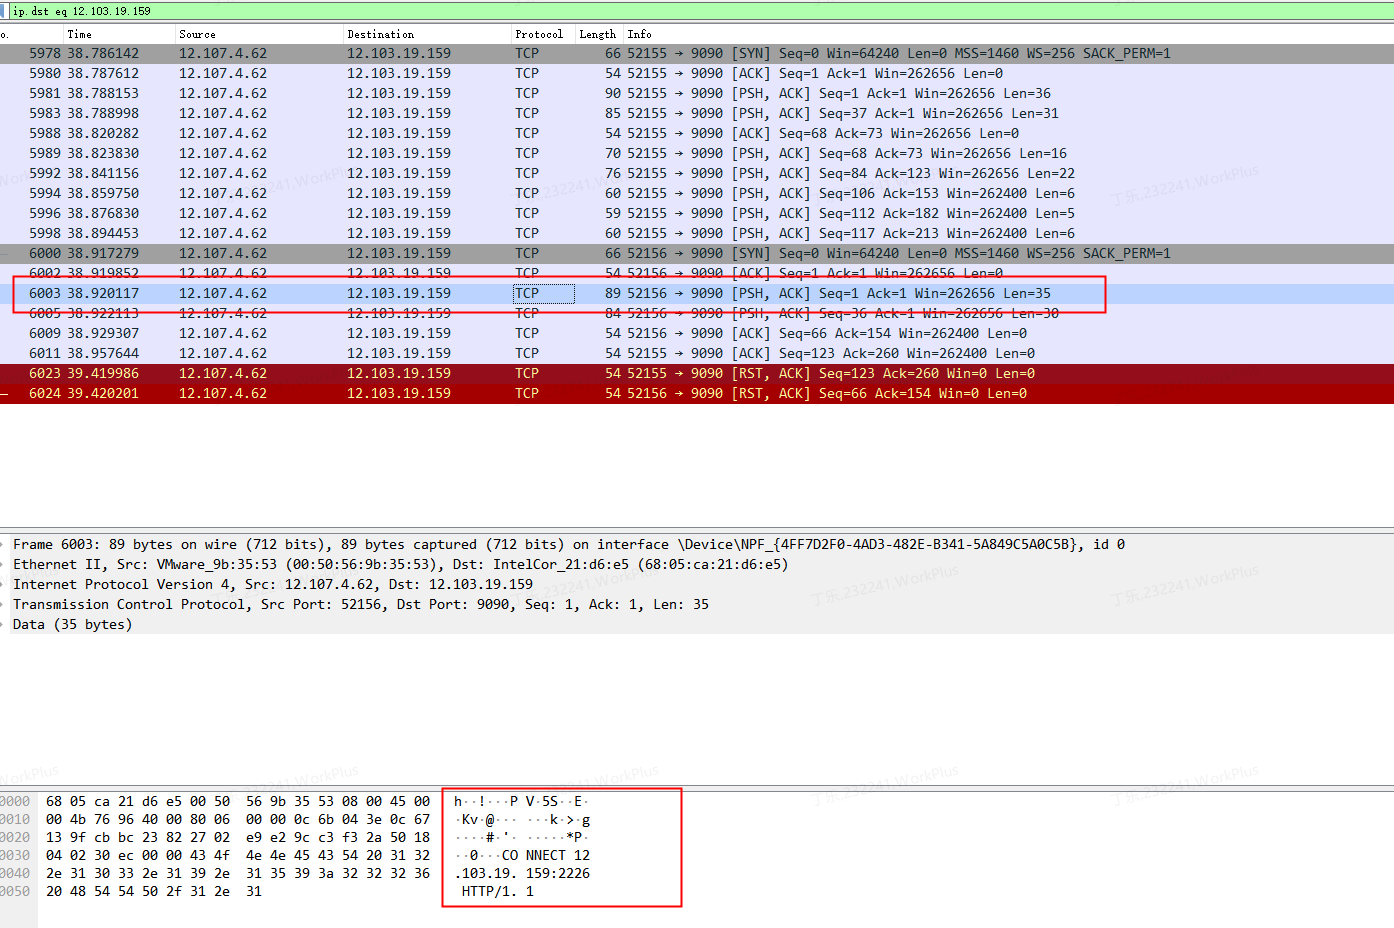 ip.dst eq 12.103.19.159
o. Time Source Destination Protocol Length Info
5978 38.786142 12.107.4.62 12.103.19.159 TCP 66 52155 → 9090 [SYN] Seq=0 Win=64240 Len=0 MSS=1460 WS=256 SACK_PERM=1
5980 38.787612 12.107.4.62 12.103.19.159 TCP 54 52155 → 9090 [ACK] Seq=1 Ack=1 Win=262656 Len=0
5981 38.788153 12.107.4.62 12.103.19.159 TCP 90 52155 → 9090 [PSH, ACK] Seq=1 Ack=1 Win=262656 Len=36
5983 38.788998 12.107.4.62 12.103.19.159 TCP 85 52155 → 9090 [PSH, ACK] Seq=37 Ack=1 Win=262656 Len=31
5988 38.820282 12.107.4.62 12.103.19.159 TCP 54 52155 → 9090 [ACK] Seq=68 Ack=73 Win=262656 Len=0
5989 38.823830 12.107.4.62 12.103.19.159 TCP 70 52155 → 9090 [PSH, ACK] Seq=68 Ack=73 Win=262656 Len=16
5992 38.841156 12.107.4.62 12.103.19.159 TCP 76 52155 → 9090 [PSH, ACK] Seq=84 Ack=123 Win=262656 Len=22
5994 38.859750 12.107.4.62 12.103.19.159 TCP 60 52155 → 9090 [PSH, ACK] Seq=106 Ack=153 Win=262400 Len=6
5996 38.876830 12.107.4.62 12.103.19.159 TCP 59 52155 → 9090 [PSH, ACK] Seq=112 Ack=182 Win=262400 Len=5
5998 38.894453 12.107.4.62 12.103.19.159 TCP 60 52155 → 9090 [PSH, ACK] Seq=117 Ack=213 Win=262400 Len=6
6000 38.917279 12.107.4.62 12.103.19.159 TCP 66 52156 → 9090 [SYN] Seq=0 Win=64240 Len=0 MSS=1460 WS=256 SACK_PERM=1
6002 38.919852 12.107.4.62 12.103.19.159 TCP 54 52156 → 9090 [ACK] Seq=1 Ack=1 Win=262656 Len=0
6003 38.920117 12.107.4.62 12.103.19.159 TCP 89 52156 → 9090 [PSH, ACK] Seq=1 Ack=1 Win=262656 Len=35
6005 38.922113 12.107.4.62 12.103.19.159 TCP 84 52156 → 9090 [PSH, ACK] Seq=36 Ack=1 Win=262656 Len=30
6009 38.929307 12.107.4.62 12.103.19.159 TCP 54 52156 → 9090 [ACK] Seq=66 Ack=154 Win=262400 Len=0
6011 38.957644 12.107.4.62 12.103.19.159 TCP 54 52155 → 9090 [ACK] Seq=123 Ack=260 Win=262400 Len=0
6023 39.419986 12.107.4.62 12.103.19.159 TCP 54 52155 → 9090 [RST, ACK] Seq=123 Ack=260 Win=0 Len=0
6024 39.420201 12.107.4.62 12.103.19.159 TCP 54 52156 → 9090 [RST, ACK] Seq=66 Ack=154 Win=0 Len=0
Frame 6003: 89 bytes on wire (712 bits), 89 bytes captured (712 bits) on interface \Device\NPF_{4FF7D2F0-4AD3-482E-B341-5A849C5A0C5B}, id 0
Ethernet II, Src: VMware_9b:35:53 (00:50:56:9b:35:53), Dst: IntelCor_21:d6:e5 (68:05:ca:21:d6:e5)
Internet Protocol Version 4, Src: 12.107.4.62, Dst: 12.103.19.159
Transmission Control Protocol, Src Port: 52156, Dst Port: 9090, Seq: 1, Ack: 1, Len: 35
Data (35 bytes)
0000 68 05 ca 21 d6 e5 00 50 56 9b 35 53 08 00 45 00 h··!···P V·5S··E·
0010 00 4b 76 96 40 00 80 06 00 00 0c 6b 04 3e 0c 67 ·Kv·@··· ···k·>·g
0020 13 9f cb bc 23 82 27 02 e9 e2 9c c3 f3 2a 50 18 ····#·'· ·····*P·
0030 04 02 30 ec 00 00 43 4f 4e 4e 45 43 54 20 31 32 ··0···CO NNECT 12
0040 2e 31 30 33 2e 31 39 2e 31 35 39 3a 32 32 32 36 .103.19. 159:2226
0050 20 48 54 54 50 2f 31 2e 31 HTTP/1. 1
丁乐.232241.WorkPlus